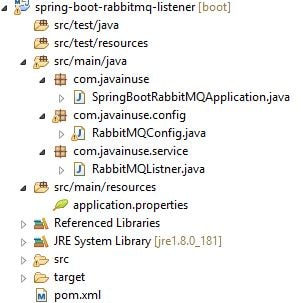 spring-boot-rabbitmq-listener [boot]
src/test/java
src/test/resources
src/main/java
com.javainuse
SpringBootRabbitMQApplication.java
com.javainuse.config
RabbitMQConfig.java
com.javainuse.service
RabbitMQListner.java
src/main/resources
application.properties
Referenced Libraries
JRE System Library [jre1.8.0_181]
src
target
pom.xml